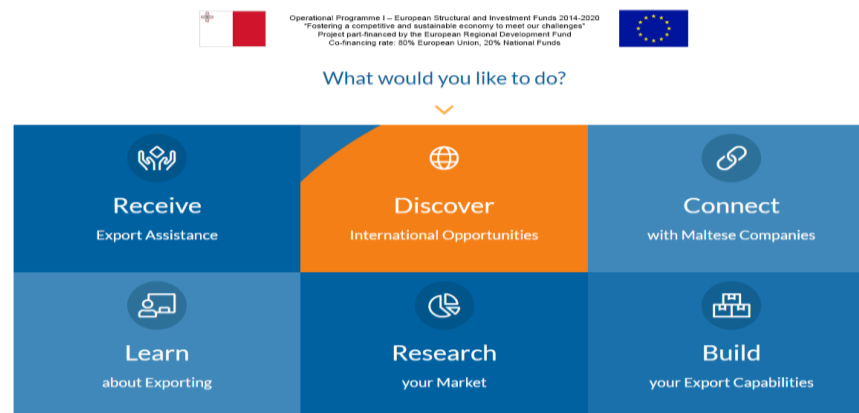 Operational Programme I – European Structural and Investment Funds 2014-2020
"Fostering a competitive and sustainable economy to meet our challenges"
Project part-financed by the European Regional Development Fund
Co-financing rate: 80% European Union, 20% National Funds
What would you like to do?
Receive
Export Assistance
Discover
International Opportunities
Connect
with Maltese Companies
Learn
about Exporting
Research
your Market
Build
your Export Capabilities